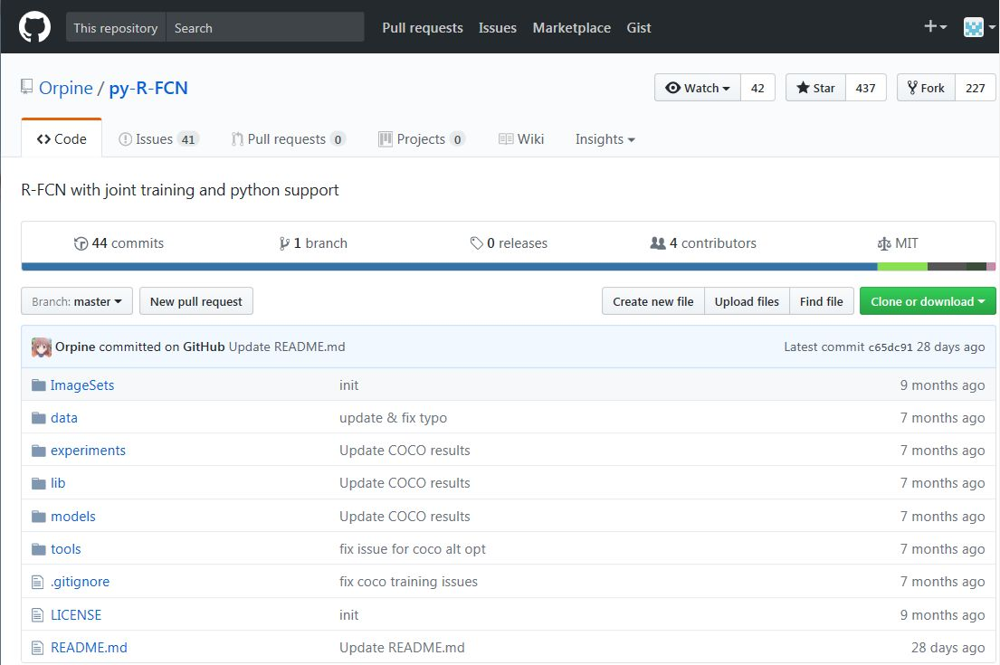 This repository Search Pull requests Issues Marketplace Gist
Orpine / py-R-FCN Watch 42 Star 437 Fork 227
Code Issues 41 Pull requests 0 Projects 0 Wiki Insights
R-FCN with joint training and python support
44 commits 1 branch 0 releases 4 contributors MIT
Branch: master New pull request Create new file Upload files Find file Clone or download
Orpine committed on GitHub Update README.md Latest commit c65dc91 28 days ago
ImageSets init 9 months ago
data update & fix typo 7 months ago
experiments Update COCO results 7 months ago
lib Update COCO results 7 months ago
models Update COCO results 7 months ago
tools fix issue for coco alt opt 7 months ago
.gitignore fix coco training issues 7 months ago
LICENSE init 9 months ago
README.md Update README.md 28 days ago